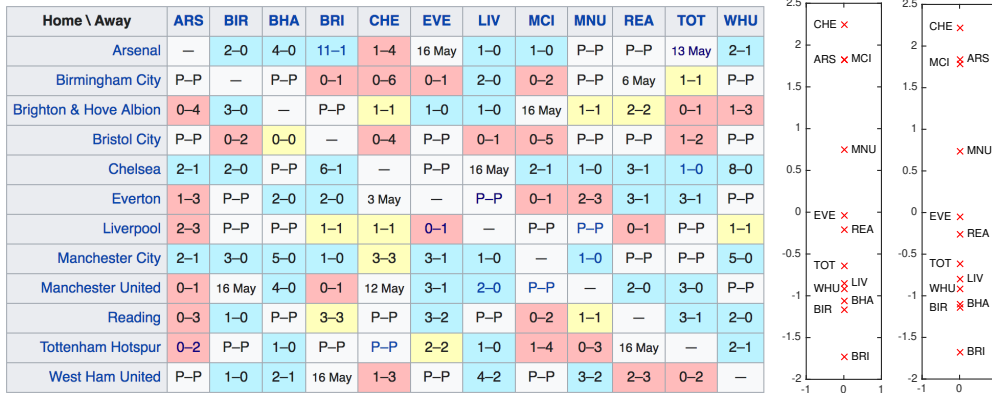 Home \ Away ARS BIR BHA BRI CHE EVE LIV MCI MNU REA TOT WHU
Arsenal — 2–0 4–0 11–1 1–4 16 May 1–0 1–0 P–P P–P 13 May 2–1
Birmingham City P–P — P–P 0–1 0–6 0–1 2–0 0–2 P–P 6 May 1–1 P–P
Brighton & Hove Albion 0–4 3–0 — P–P 1–1 1–0 1–0 16 May 1–1 2–2 0–1 1–3
Bristol City P–P 0–2 0–0 — 0–4 P–P 0–1 0–5 P–P P–P 1–2 P–P
Chelsea 2–1 2–0 P–P 6–1 — P–P 16 May 2–1 1–0 3–1 1–0 8–0
Everton 1–3 P–P 2–0 2–0 3 May — P–P 0–1 2–3 3–1 3–1 P–P
Liverpool 2–3 P–P P–P 1–1 1–1 0–1 — P–P P–P 0–1 P–P 1–1
Manchester City 2–1 3–0 5–0 1–0 3–3 3–1 1–0 — 1–0 P–P P–P 5–0
Manchester United 0–1 16 May 4–0 0–1 12 May 3–1 2–0 P–P — 2–0 3–0 P–P
Reading 0–3 1–0 P–P 3–3 P–P 3–2 P–P 0–2 1–1 — 3–1 2–0
Tottenham Hotspur 0–2 P–P 1–0 P–P P–P 2–2 1–0 1–4 0–3 16 May — 2–1
West Ham United P–P 1–0 2–1 16 May 1–3 P–P 4–2 P–P 3–2 2–3 0–2 —
2.5
CHE
2
ARS MCI
1.5
1
MNU
0.5
0
EVE
REA
-0.5
TOT
LIV
WHU
-1
BHA
BIR
-1.5
BRI
-2
-1 0 1
2.5
CHE
2
ARS
MCI
1.5
1
MNU
0.5
0
EVE
REA
-0.5
TOT
LIV
WHU
-1
BHA
BIR
-1.5
BRI
-2
-1 0